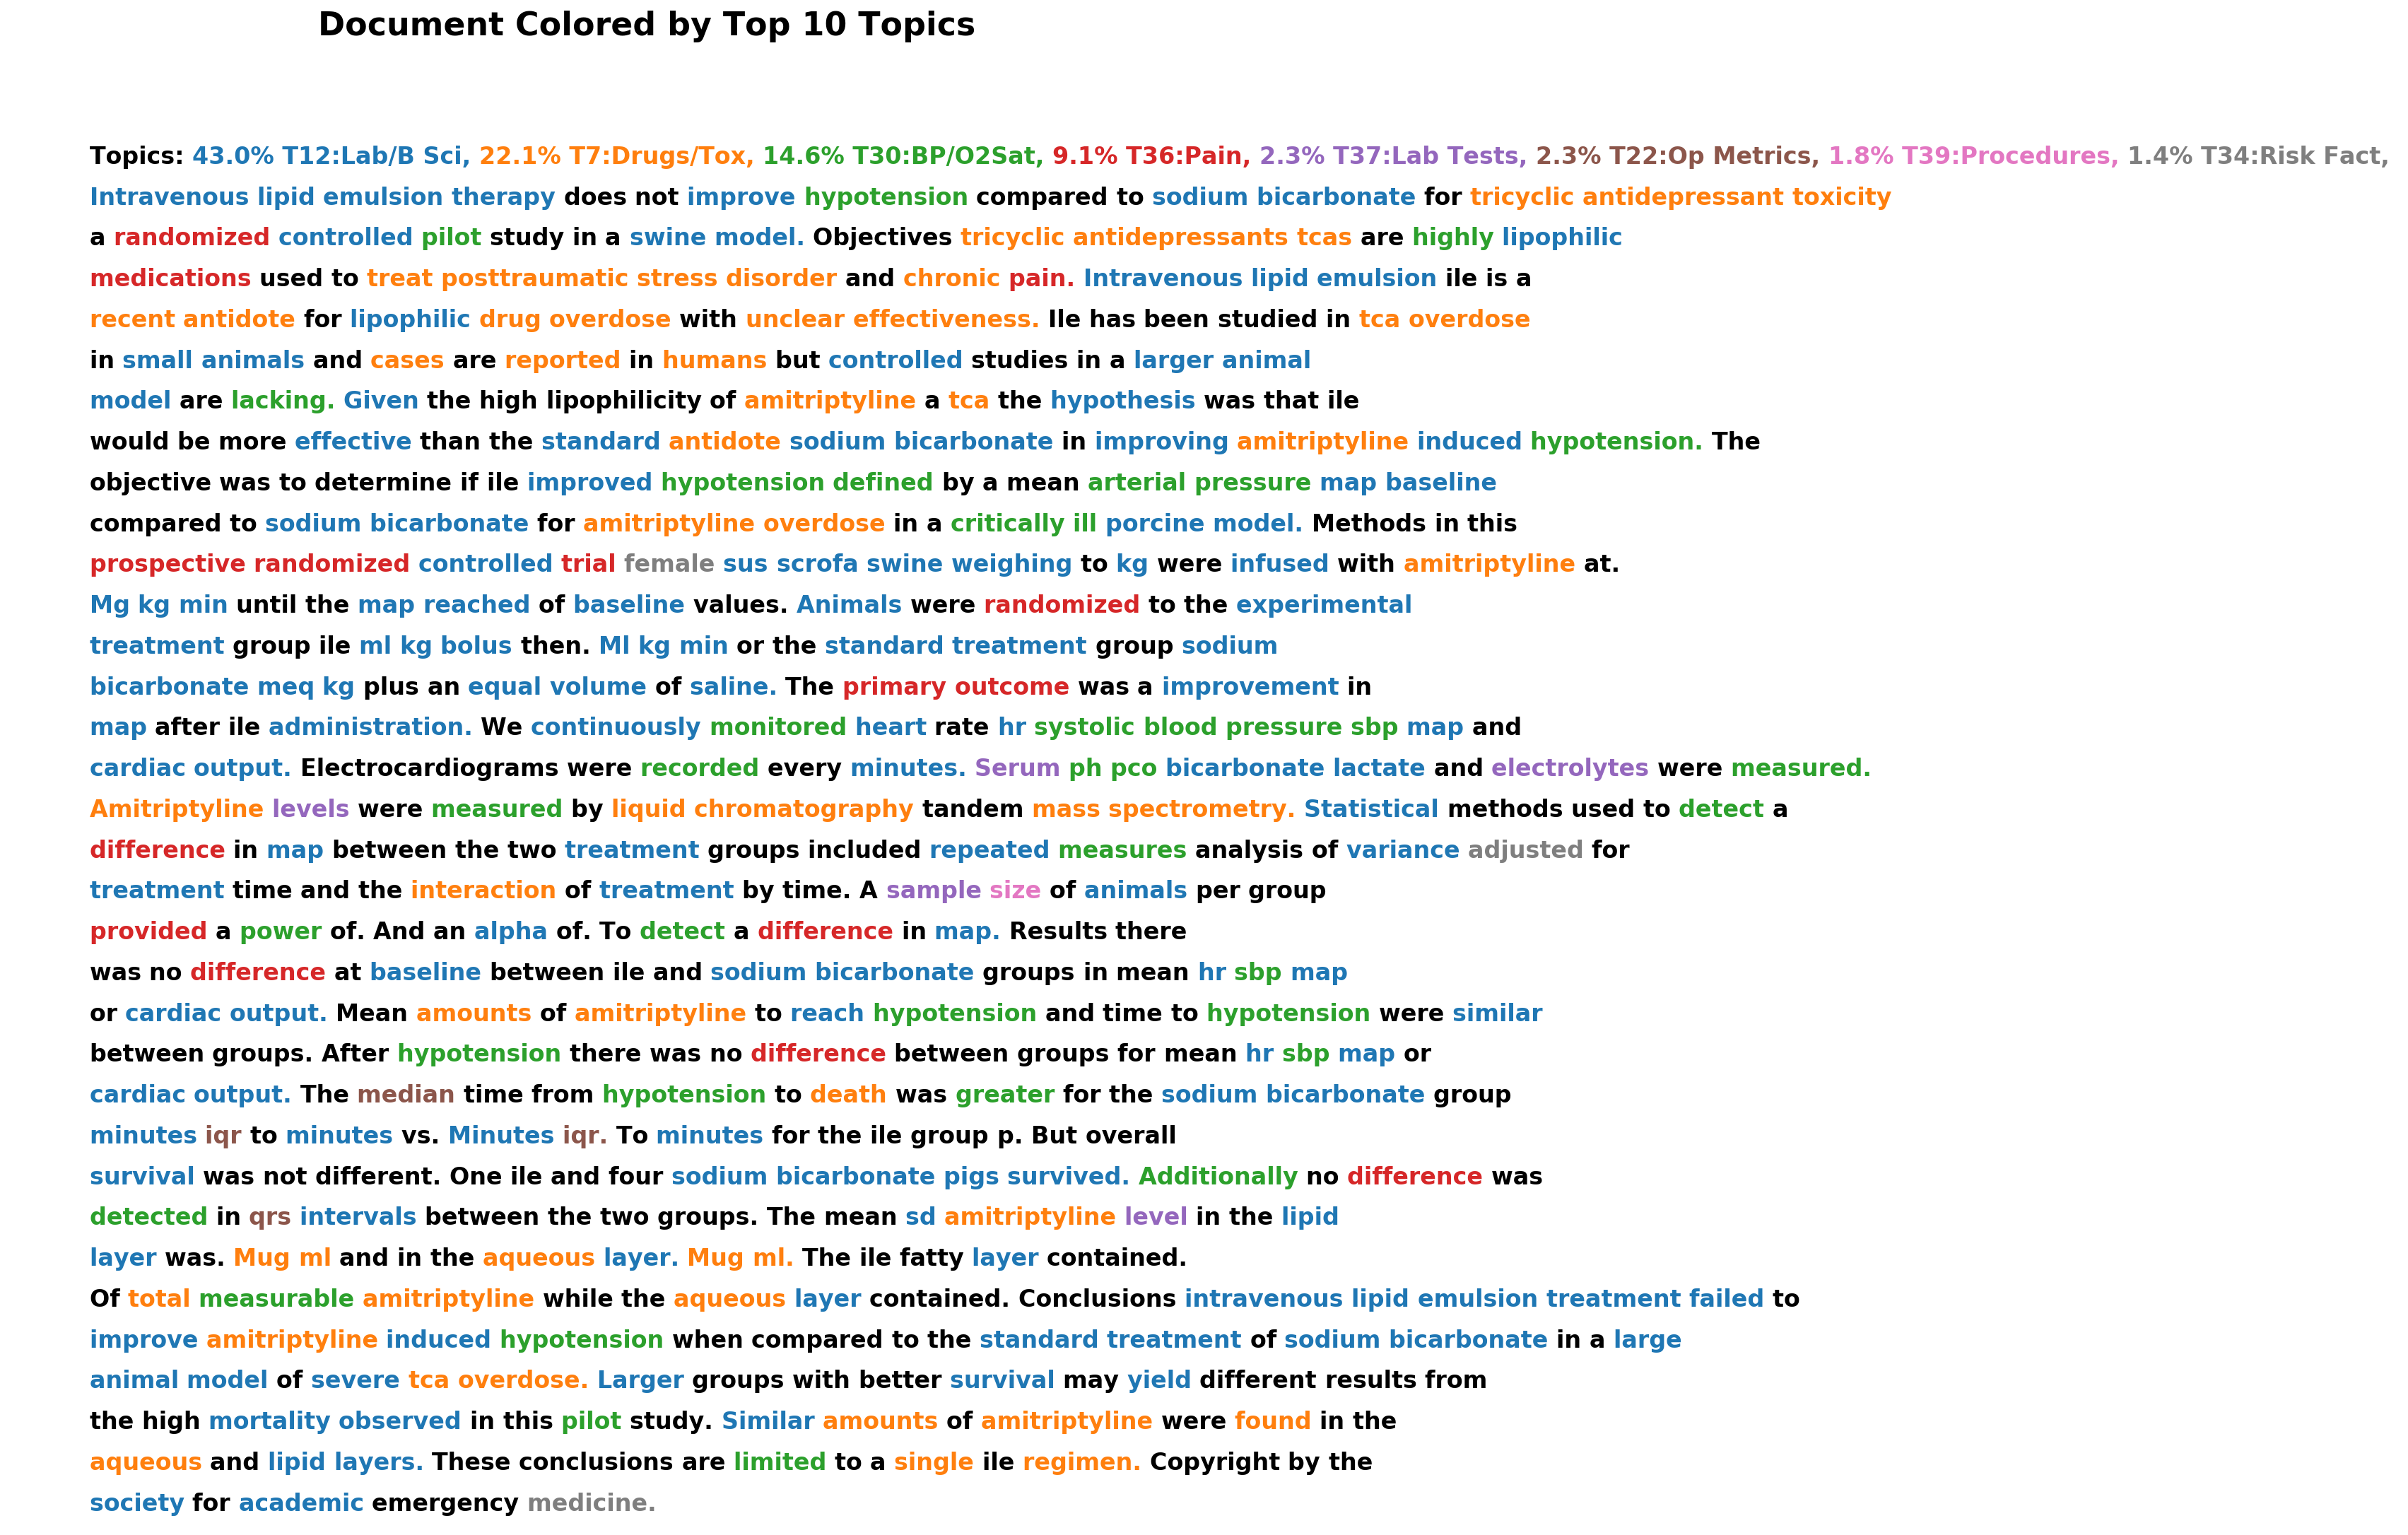 Document Colored by Top 10 Topics
Topics: 43.0% T12:Lab/B Sci, 22.1% T7:Drugs/Tox, 14.6% T30:BP/O2Sat, 9.1% T36:Pain, 2.3% T37:Lab Tests, 2.3% T22:Op Metrics, 1.8% T39:Procedures, 1.4% T34:Risk Fact,
Intravenous lipid emulsion therapy does not improve hypotension compared to sodium bicarbonate for tricyclic antidepressant toxicity
a randomized controlled pilot study in a swine model. Objectives tricyclic antidepressants tcas are highly lipophilic
medications used to treat posttraumatic stress disorder and chronic pain. Intravenous lipid emulsion ile is a
recent antidote for lipophilic drug overdose with unclear effectiveness. Ile has been studied in tca overdose
in small animals and cases are reported in humans but controlled studies in a larger animal
model are lacking. Given the high lipophilicity of amitriptyline a tca the hypothesis was that ile
would be more effective than the standard antidote sodium bicarbonate in improving amitriptyline induced hypotension. The
objective was to determine if ile improved hypotension defined by a mean arterial pressure map baseline
compared to sodium bicarbonate for amitriptyline overdose in a critically ill porcine model. Methods in this
prospective randomized controlled trial female sus scrofa swine weighing to kg were infused with amitriptyline at.
Mg kg min until the map reached of baseline values. Animals were randomized to the experimental
treatment group ile ml kg bolus then. Ml kg min or the standard treatment group sodium
bicarbonate meq kg plus an equal volume of saline. The primary outcome was a improvement in
map after ile administration. We continuously monitored heart rate hr systolic blood pressure sbp map and
cardiac output. Electrocardiograms were recorded every minutes. Serum ph pco bicarbonate lactate and electrolytes were measured.
Amitriptyline levels were measured by liquid chromatography tandem mass spectrometry. Statistical methods used to detect a
difference in map between the two treatment groups included repeated measures analysis of variance adjusted for
treatment time and the interaction of treatment by time. A sample size of animals per group
provided a power of. And an alpha of. To detect a difference in map. Results there
was no difference at baseline between ile and sodium bicarbonate groups in mean hr sbp map
or cardiac output. Mean amounts of amitriptyline to reach hypotension and time to hypotension were similar
between groups. After hypotension there was no difference between groups for mean hr sbp map or
cardiac output. The median time from hypotension to death was greater for the sodium bicarbonate group
minutes iqr to minutes vs. Minutes iqr. To minutes for the ile group p. But overall
survival was not different. One ile and four sodium bicarbonate pigs survived. Additionally no difference was
detected in qrs intervals between the two groups. The mean sd amitriptyline level in the lipid
layer was. Mug ml and in the aqueous layer. Mug ml. The ile fatty layer contained.
Of total measurable amitriptyline while the aqueous layer contained. Conclusions intravenous lipid emulsion treatment failed to
improve amitriptyline induced hypotension when compared to the standard treatment of sodium bicarbonate in a large
animal model of severe tca overdose. Larger groups with better survival may yield different results from
the high mortality observed in this pilot study. Similar amounts of amitriptyline were found in the
aqueous and lipid layers. These conclusions are limited to a single ile regimen. Copyright by the
society for academic emergency medicine.